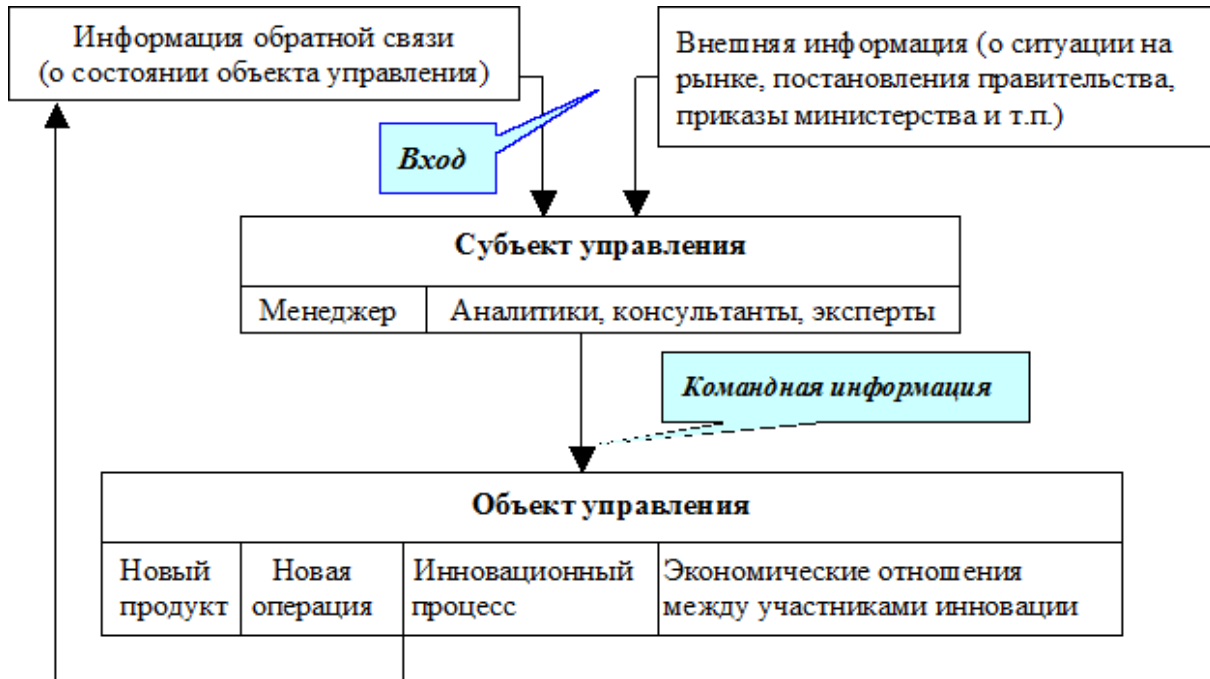 Информация обратной связи
(о состоянии объекта управления)
Внешняя информация (о ситуации на
рынке, постановления правительства,
приказы министерства и т.п.)
Вход
Субъект управления
Менеджер
Аналитики, консультанты, эксперты
Командная информация
Объект управления
Новый
продукт
Новая
операция
Инновационный
процесс
Экономические отношения
между участниками инновации